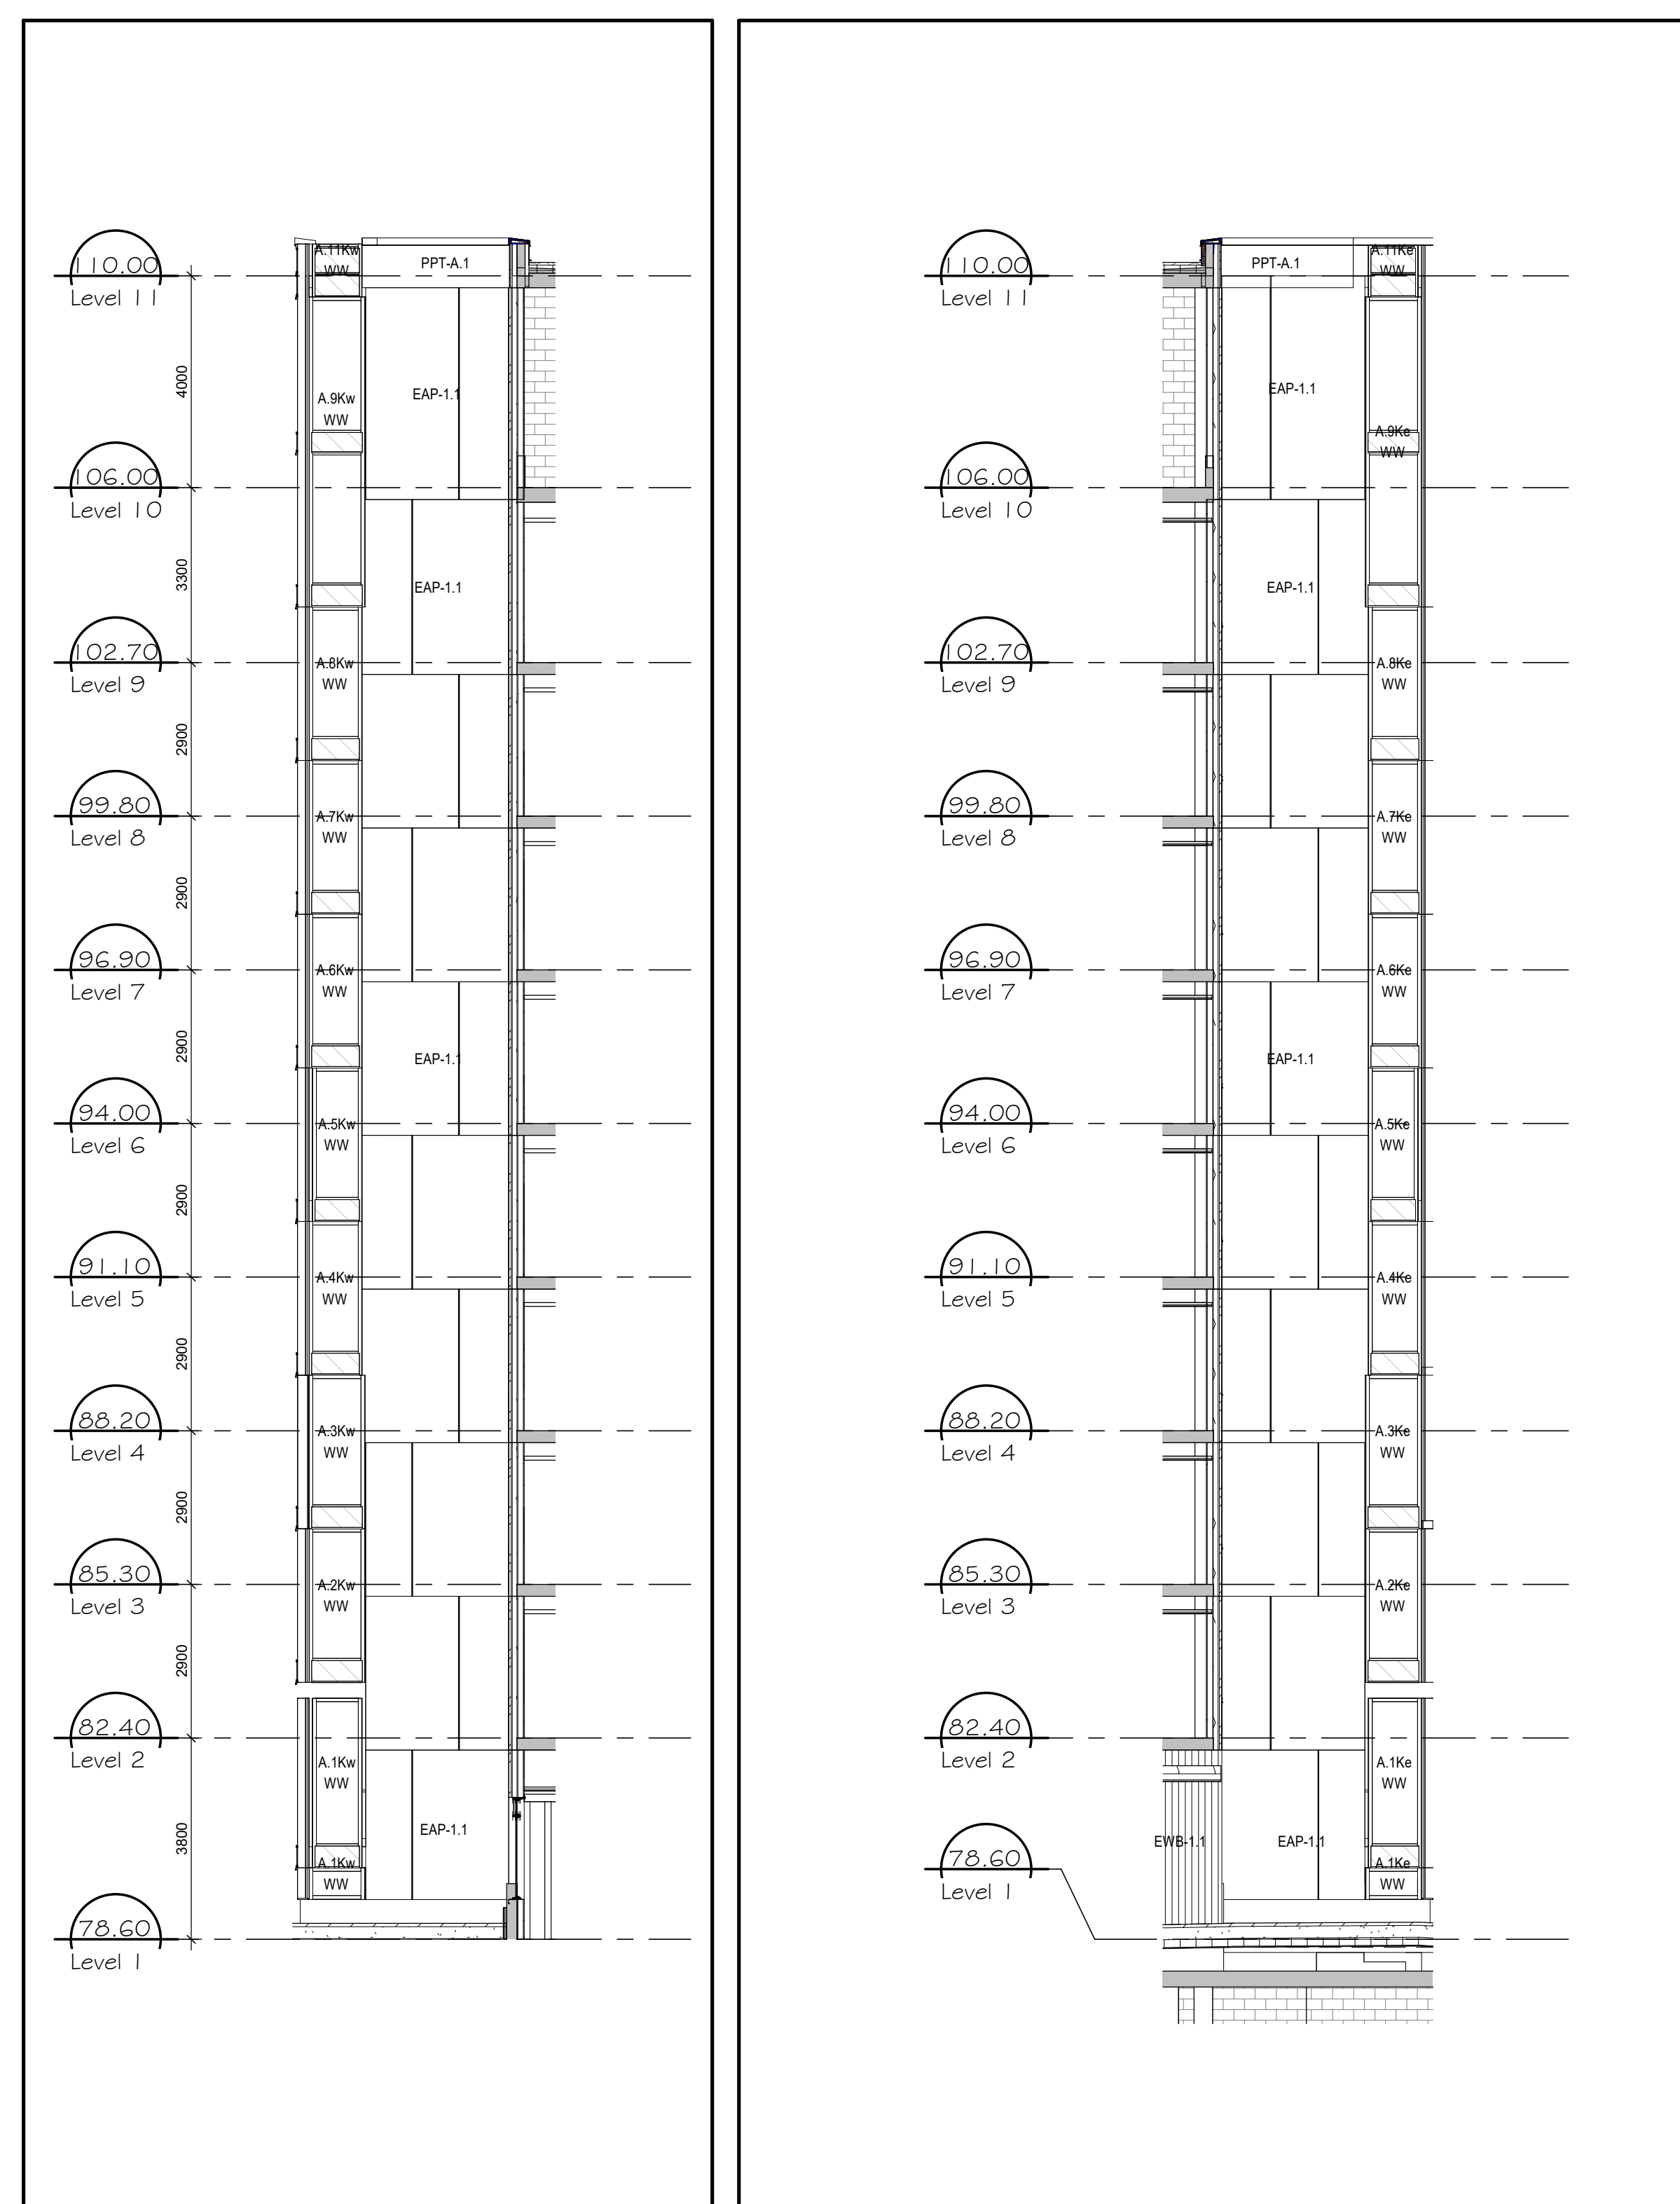 110.00
Level 11
A.11Kw
WW
PPT-A.1
4000
A.9Kw
WW
EAP-1.1
106.00
Level 10
3300
EAP-1.1
102.70
Level 9
A.8Kw
WW
2900
99.80
Level 8
A.7Kw
WW
2900
96.90
Level 7
A.6Kw
WW
2900
EAP-1.1
94.00
Level 6
A.5Kw
WW
2900
91.10
Level 5
A.4Kw
WW
2900
88.20
Level 4
A.3Kw
WW
2900
85.30
Level 3
A.2Kw
WW
2900
82.40
Level 2
A.1Kw
WW
3800
EAP-1.1
A.1Kw
WW
78.60
Level 1
110.00
Level 11
PPT-A.1
A.11Ke
WW
EAP-1.1
A.9Ke
WW
106.00
Level 10
EAP-1.1
102.70
Level 9
A.8Ke
WW
99.80
Level 8
A.7Ke
WW
96.90
Level 7
A.6Ke
WW
EAP-1.1
94.00
Level 6
A.5Ke
WW
91.10
Level 5
A.4Ke
WW
88.20
Level 4
A.3Ke
WW
85.30
Level 3
A.2Ke
WW
82.40
Level 2
A.1Ke
WW
EWB-1.1
EAP-1.1
78.60
Level 1
A.1Ke
WW